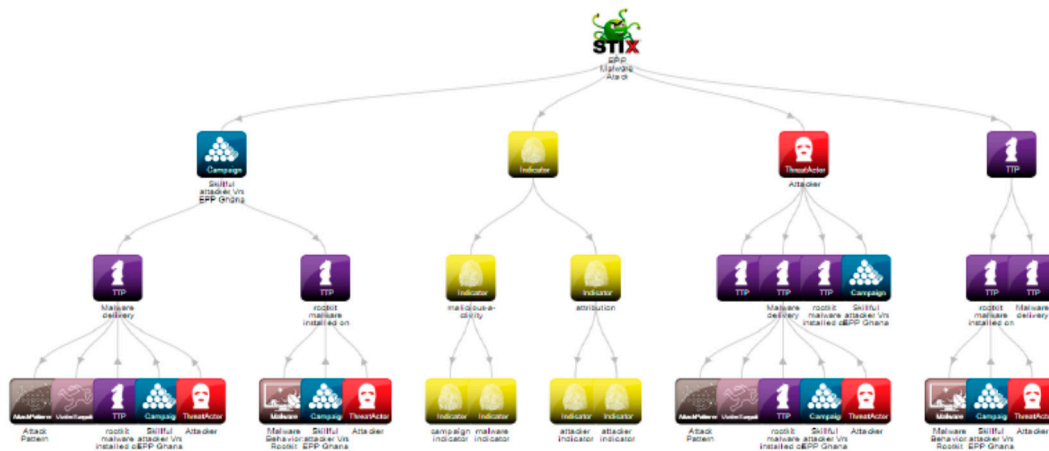 STIX
EPP
Malware
Attack
Campaign
Skillful
attacker Vrs
EPP Ghana
Indicator
ThreatActor
Attacker
TTP
TTP
Malware
delivery
TTP
rootkit
malware
installed on
Indicator
malicious-a-
ctivity
Indicator
attribution
TTP
TTP
Malware
delivery
TTP
rootkit
malware
installed on
Campaign
Skillful
attacker Vrs
EPP Ghana
TTP
rootkit
malware
installed on
TTP
Malware
delivery
AttackPattern
Attack
Pattern
VictimTargeti
TTP
rootkit
malware
installed on
Campaign
Skillful
attacker Vrs
EPP Ghana
ThreatActor
Attacker
Malware
Malware
Behavior
Rootkit
Campaign
Skillful
attacker Vrs
EPP Ghana
ThreatActor
Attacker
Indicator
campaign
indicator
Indicator
malware
indicator
Indicator
attacker
indicator
Indicator
attacker
indicator
AttackPattern
Attack
Pattern
VictimTargeti
TTP
rootkit
malware
installed on
Campaign
Skillful
attacker Vrs
EPP Ghana
ThreatActor
Attacker
Malware
Malware
Behavior
Rootkit
Campaign
Skillful
attacker Vrs
EPP Ghana
ThreatActor
Attacker